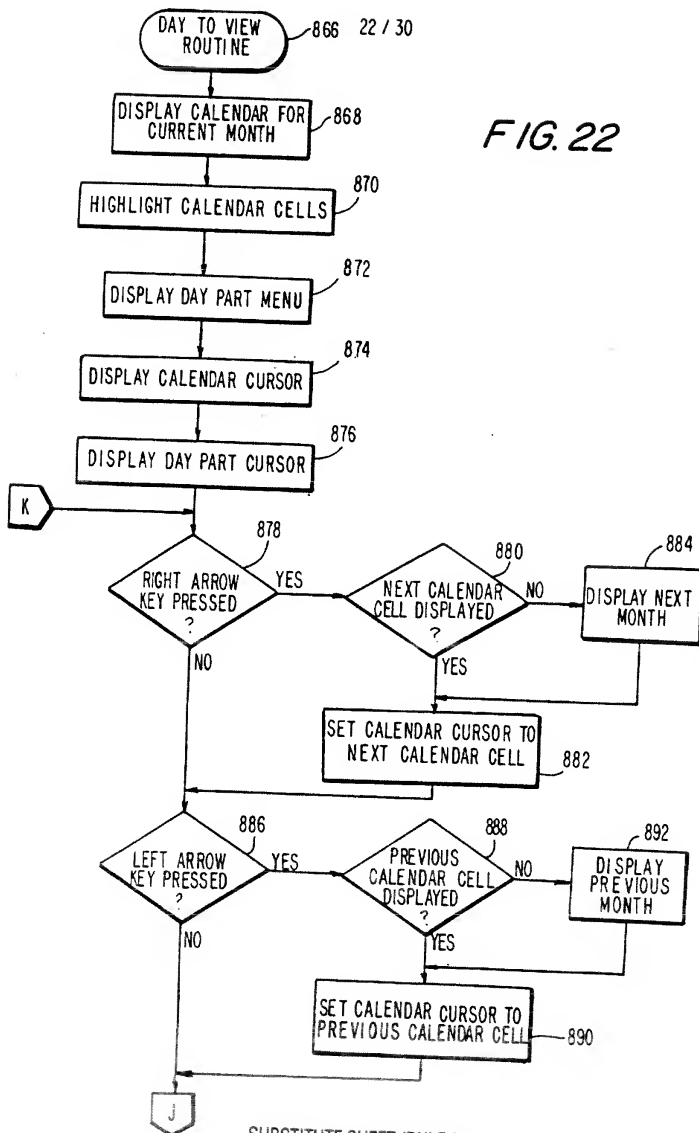 DAY TO VIEW
ROUTINE
866
22 / 30
DISPLAY CALENDAR FOR
CURRENT MONTH
868
FIG. 22
HIGHLIGHT CALENDAR CELLS
870
DISPLAY DAY PART MENU
872
DISPLAY CALENDAR CURSOR
874
DISPLAY DAY PART CURSOR
876
K
878
RIGHT ARROW
KEY PRESSED
?
YES
NO
880
NEXT CALENDAR
CELL DISPLAYED
?
NO
YES
884
DISPLAY NEXT
MONTH
SET CALENDAR CURSOR TO
NEXT CALENDAR CELL
882
886
LEFT ARROW
KEY PRESSED
?
YES
NO
888
PREVIOUS
CALENDAR CELL
DISPLAYED
?
NO
YES
892
DISPLAY
PREVIOUS
MONTH
SET CALENDAR CURSOR TO
PREVIOUS CALENDAR CELL
890
J
SUBSTITUTE SHEET